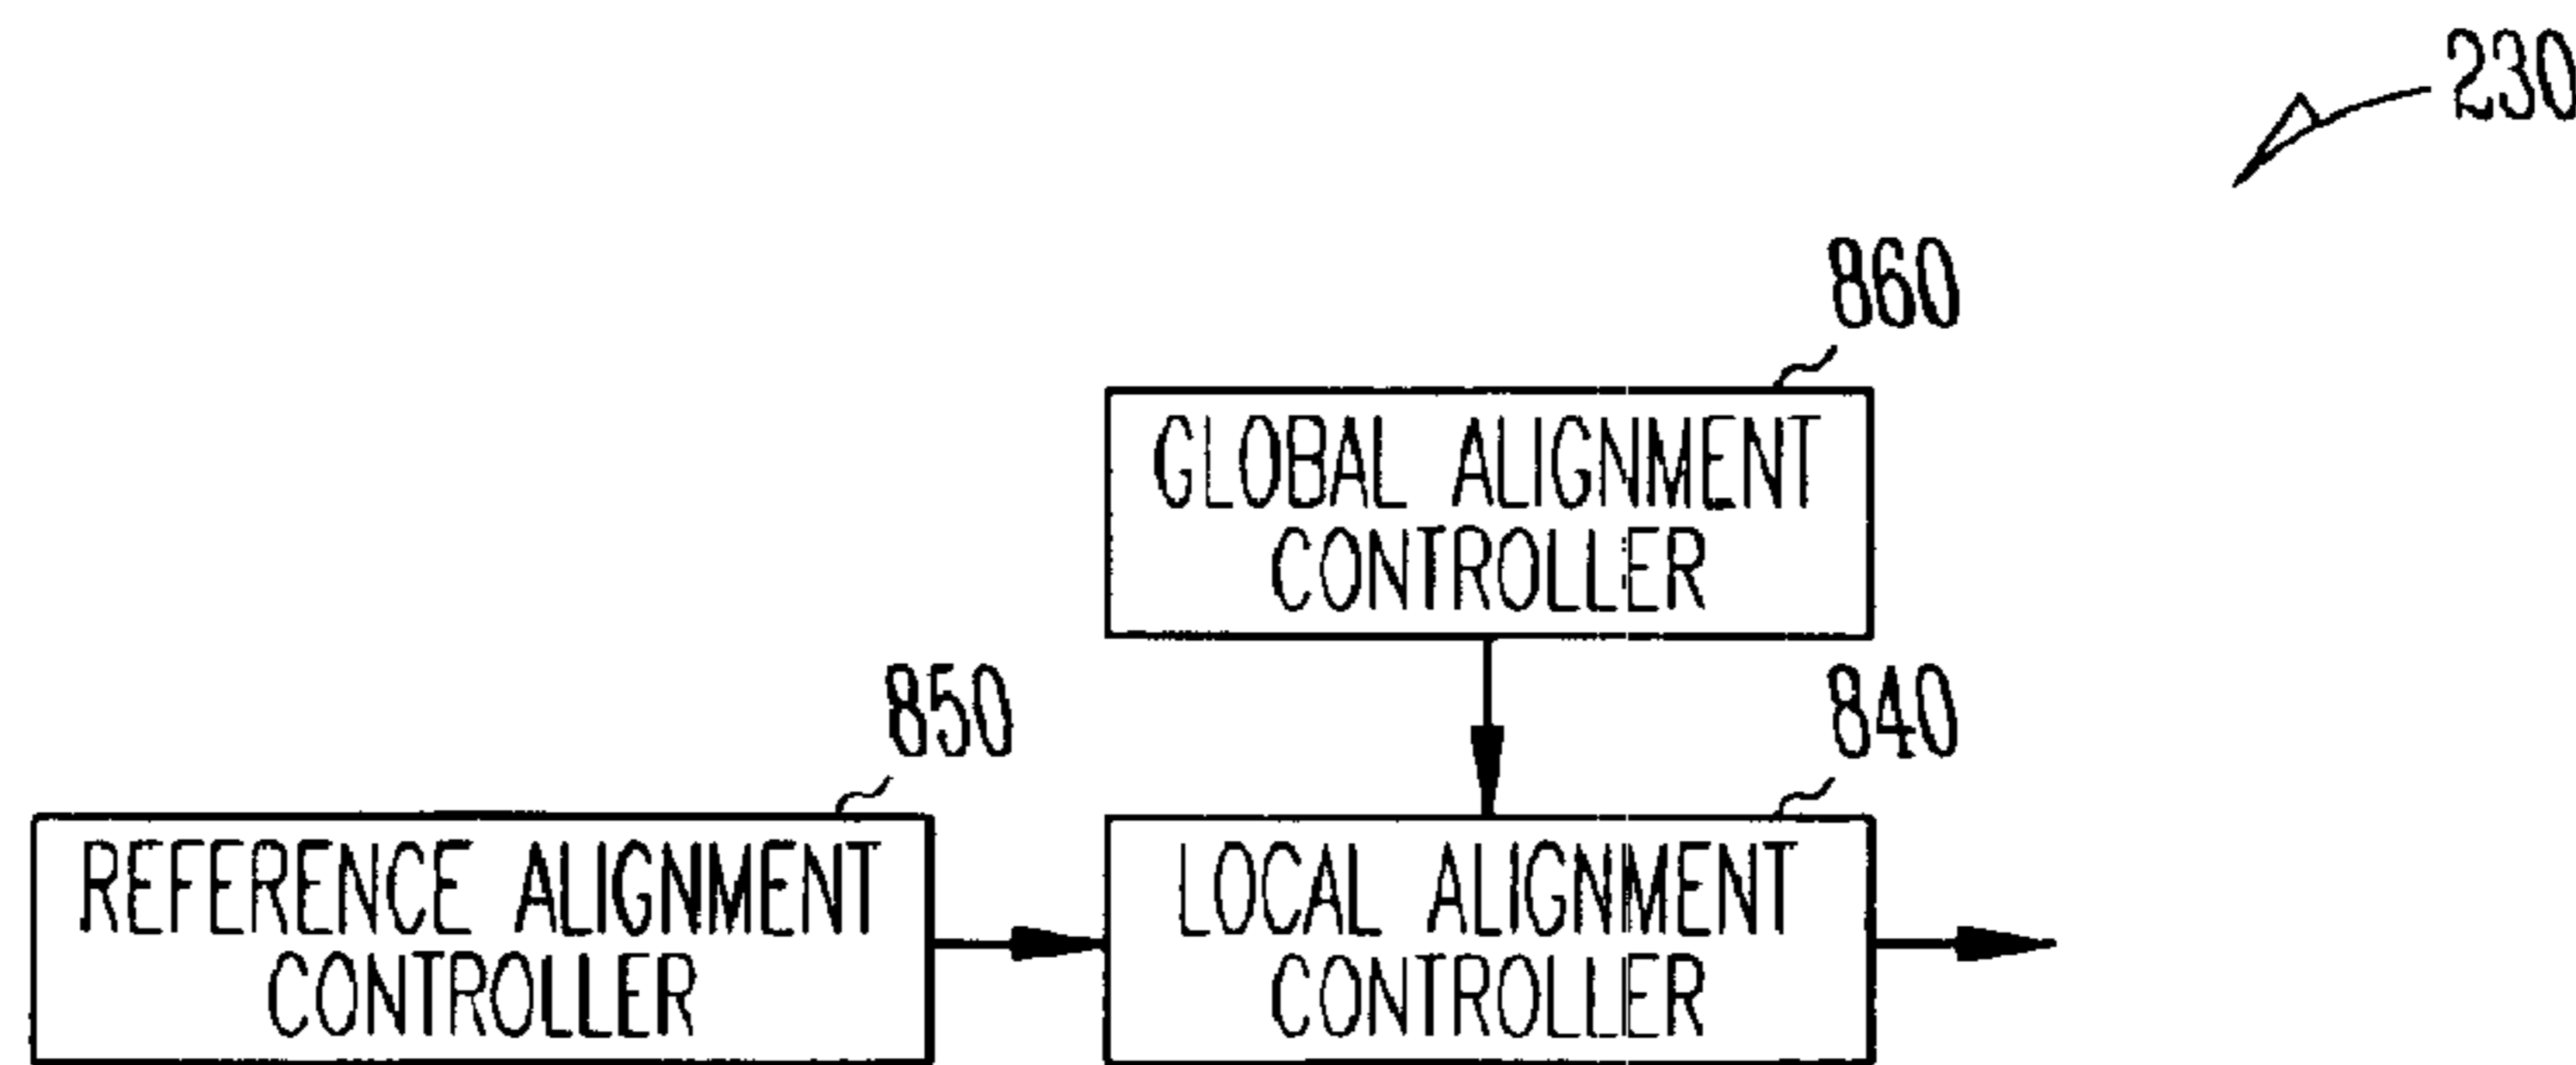 230
860
GLOBAL ALIGNMENT
CONTROLLER
850
840
REFERENCE ALIGNMENT
CONTROLLER
LOCAL ALIGNMENT
CONTROLLER